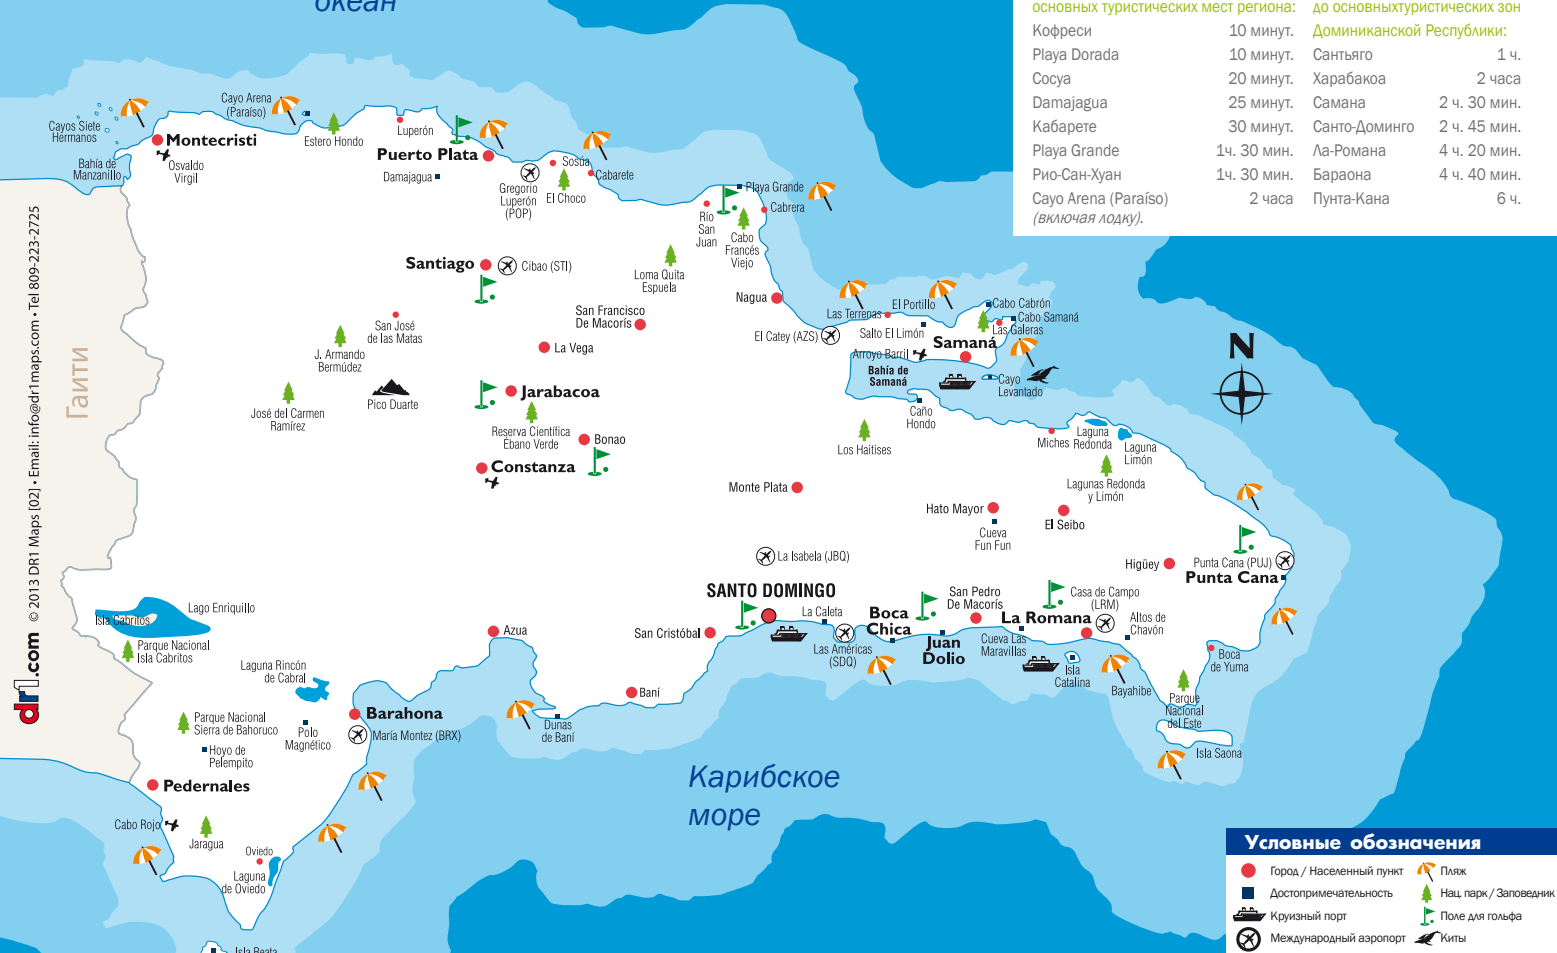 океан
основных туристических мест региона:
Кофреси 10 минут.
Playa Dorada 10 минут.
Сосуа 20 минут.
Damajagua 25 минут.
Кабарете 30 минут.
Playa Grande 1ч. 30 мин.
Рио-Сан-Хуан 1ч. 30 мин.
Cayo Arena (Paraíso) 2 часа
(включая лодку).
до основныхтуристических зон
Доминиканской Республики:
Сантьяго 1 ч.
Харабакоа 2 часа
Самана 2 ч. 30 мин.
Санто-Доминго 2 ч. 45 мин.
Ла-Романа 4 ч. 20 мин.
Бараона 4 ч. 40 мин.
Пунта-Кана 6 ч.
Cayos Siete
Hermanos
Montecristi
Osvaldo
Virgil
Bahía de
Manzanillo
Cayo Arena
(Paraíso)
Estero Hondo
Luperón
Puerto Plata
Damajagua
Gregorio
Luperón
(POP)
Sosúa
El Choco
Cabarete
Playa Grande
Cabrera
Río
San
Juan
Cabo
Francés
Viejo
Santiago
Cibao (STI)
Loma Quita
Espuela
San Francisco
De Macorís
Nagua
San José
de las Matas
J. Armando
Bermúdez
La Vega
El Catey (AZS)
Las Terrenas
El Portillo
Salto El Limón
Arroyo Barril
Cabo Cabrón
Cabo Samaná
Las Galeras
Samaná
Bahía de
Samaná
Cayo
Levantado
N
Гаити
José del Carmen
Ramírez
Pico Duarte
Jarabacoa
Reserva Científica
Ébano Verde
Bonao
Constanza
Caño
Hondo
Los Haitises
Miches
Laguna
Redonda
Laguna
Limón
Lagunas Redonda
y Limón
Monte Plata
Hato Mayor
Cueva
Fun Fun
El Seibo
Higüey
Punta Cana (PUJ)
Punta Cana
La Isabela (JBQ)
SANTO DOMINGO
La Caleta
Las Américas
(SDQ)
Boca
Chica
Juan
Dolio
San Pedro
De Macorís
La Romana
Cueva Las
Maravillas
Casa de Campo
(LRM)
Altos de
Chavón
Isla
Catalina
Bayahibe
Boca
de Yuma
Parque
Nacional
del Este
Isla Saona
Lago Enriquillo
Isla Cabritos
Parque Nacional
Isla Cabritos
Laguna Rincón
de Cabral
Azua
San Cristóbal
Baní
Dunas
de Baní
Barahona
María Montez (BRX)
Parque Nacional
Sierra de Bahoruco
Polo
Magnético
Hoyo de
Pelempito
Pedernales
Cabo Rojo
Jaragua
Oviedo
Laguna
de Oviedo
Isla Beata
Карибское
море
dr1.com © 2013 DR1 Maps [02] • Email: info@dr1maps.com • Tel 809-223-2725
Условные обозначения
Город / Населенный пункт
Достопримечательность
Круизный порт
Международный аэропорт
Пляж
Нац. парк / Заповедник
Поле для гольфа
Киты